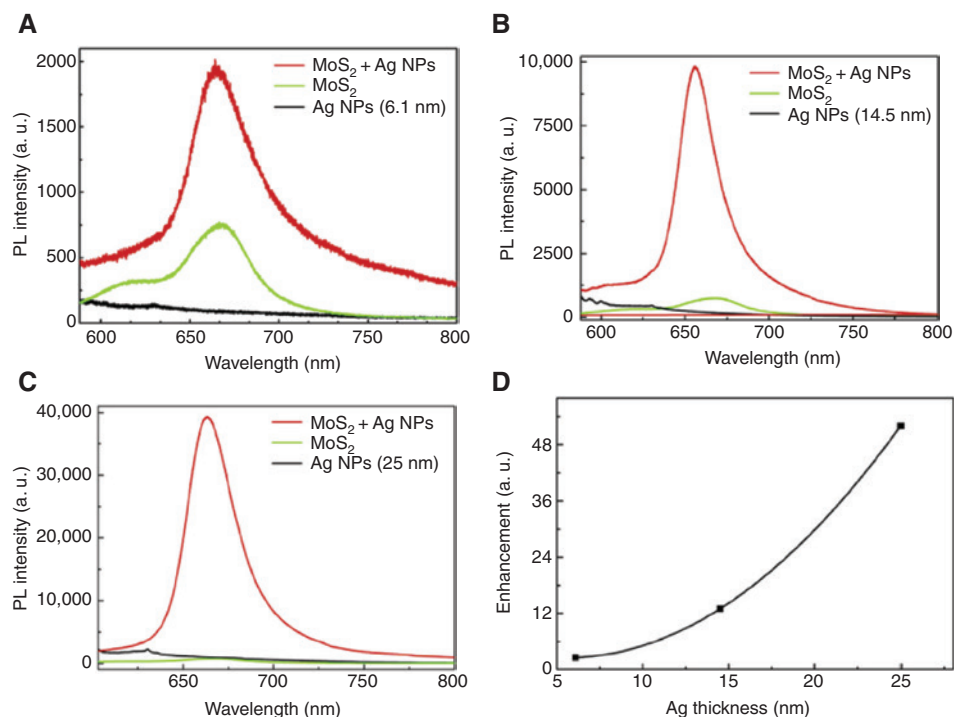 A
PL intensity (a. u.)
2000
1500
1000
500
0
MoS₂ + Ag NPs
MoS₂
Ag NPs (6.1 nm)
600 650 700 750 800
Wavelength (nm)
B
PL intensity (a. u.)
10,000
7500
5000
2500
0
MoS₂ + Ag NPs
MoS₂
Ag NPs (14.5 nm)
600 650 700 750 800
Wavelength (nm)
C
PL intensity (a. u.)
40,000
30,000
20,000
10,000
0
MoS₂ + Ag NPs
MoS₂
Ag NPs (25 nm)
650 700 750 800
Wavelength (nm)
D
Enhancement (a. u.)
48
36
24
12
0
5 10 15 20 25
Ag thickness (nm)